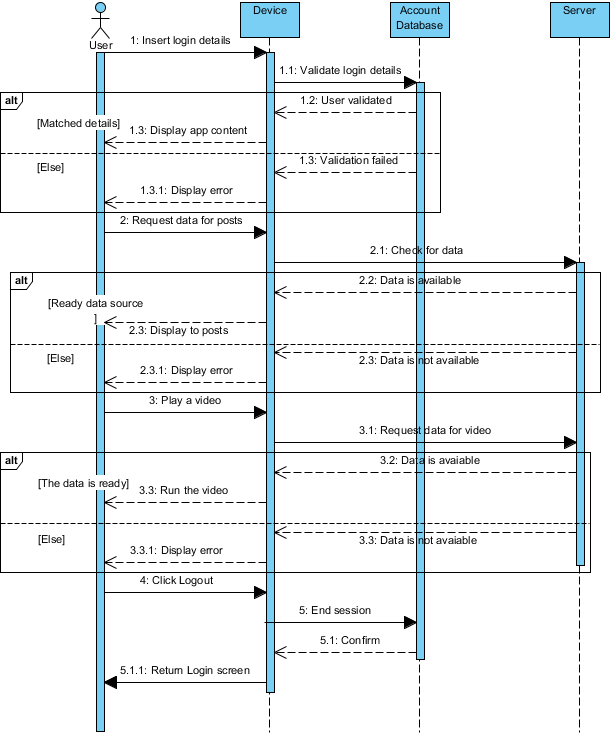 User
Device
Account
Database
Server
1: Insert login details
1.1: Validate login details
alt
1.2: User validated
[Matched details]
1.3: Display app content
1.3: Validation failed
[Else]
1.3.1: Display error
2: Request data for posts
2.1: Check for data
alt
2.2: Data is available
[Ready data source
]
2.3: Display to posts
[Else]
2.3: Data is not available
2.3.1: Display error
3: Play a video
3.1: Request data for video
alt
3.2: Data is avaiable
[The data is ready]
3.3: Run the video
[Else]
3.3: Data is not avaiable
3.3.1: Display error
4: Click Logout
5: End session
5.1: Confirm
5.1.1: Return Login screen